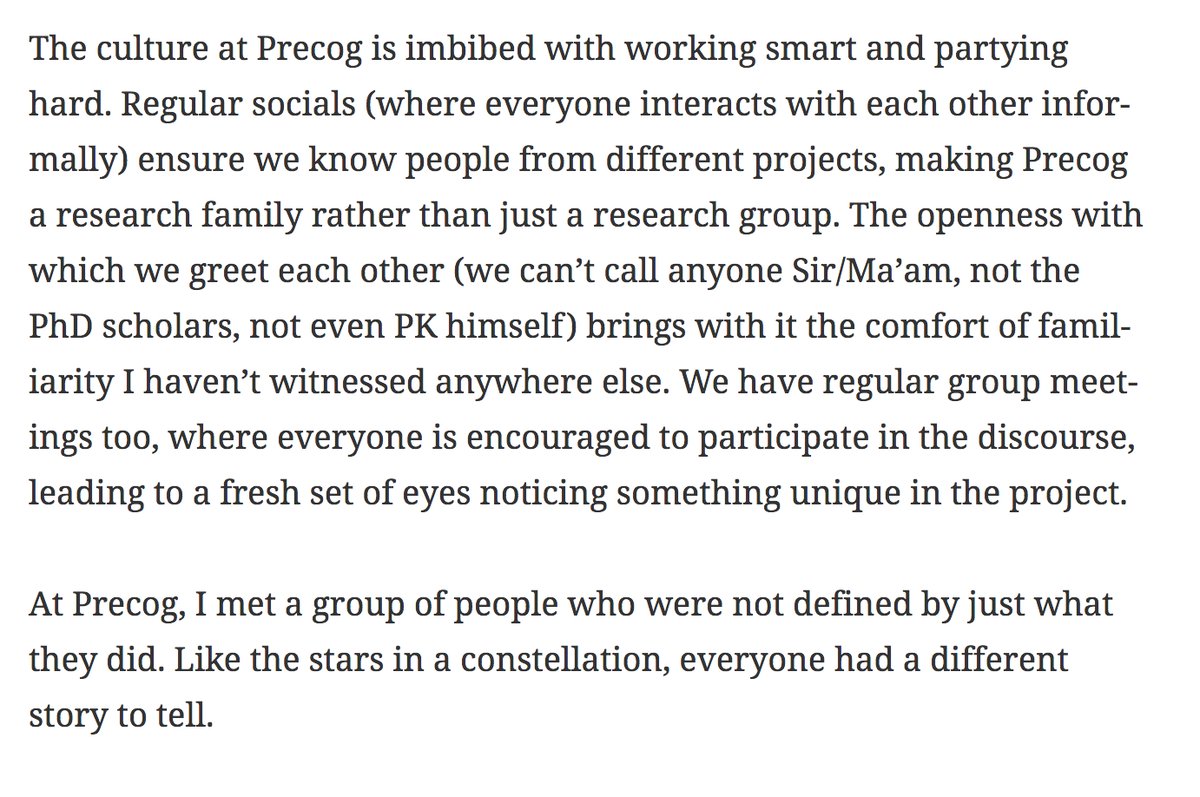 The culture at Precog is imbibed with working smart and partying
hard. Regular socials (where everyone interacts with each other infor-
mally) ensure we know people from different projects, making Precog
a research family rather than just a research group. The openness with
which we greet each other (we can’t call anyone Sir/Ma’am, not the
PhD scholars, not even PK himself) brings with it the comfort of famil-
iarity I haven’t witnessed anywhere else. We have regular group meet-
ings too, where everyone is encouraged to participate in the discourse,
leading to a fresh set of eyes noticing something unique in the project.
At Precog, I met a group of people who were not defined by just what
they did. Like the stars in a constellation, everyone had a different
story to tell.